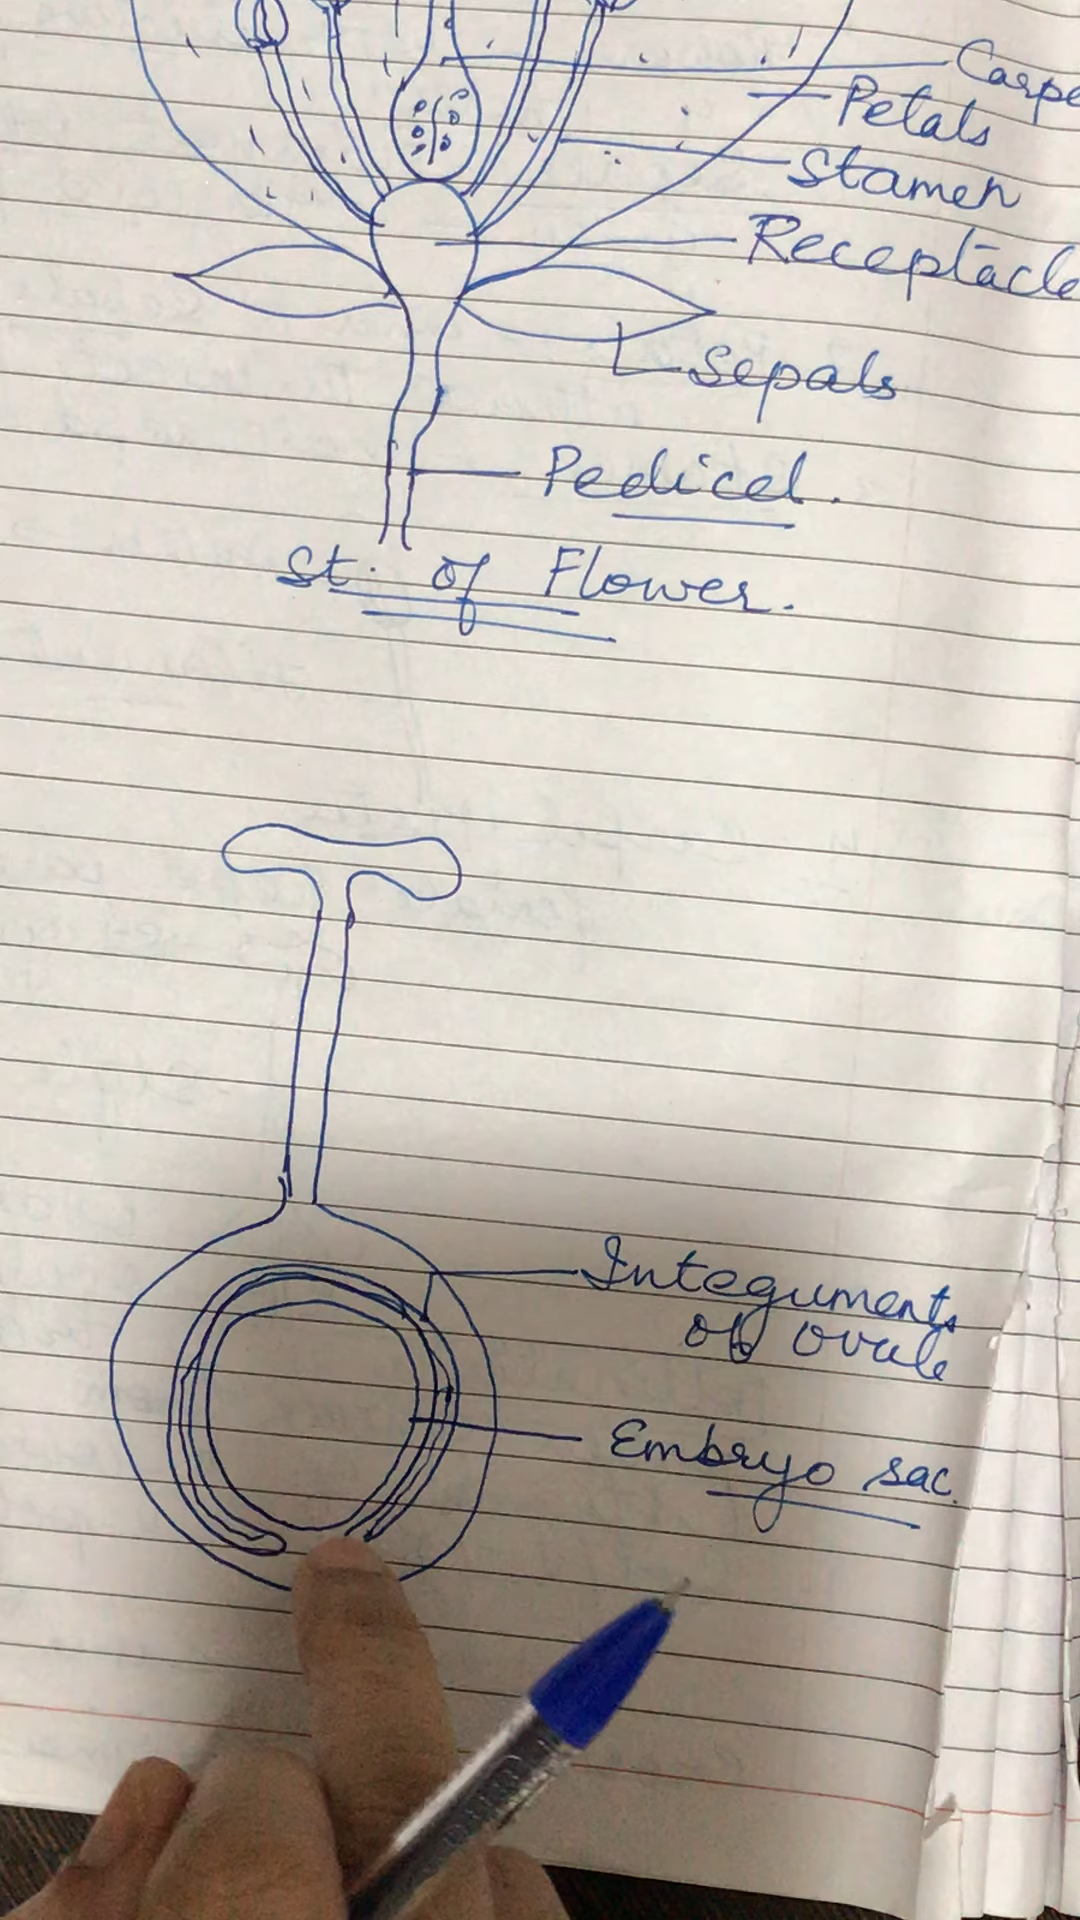 Carpe
Petals
Stamen
Receptacle
Sepals
Pedicel.
St. of Flower.
Integuments
of ovule
Embryo sac.